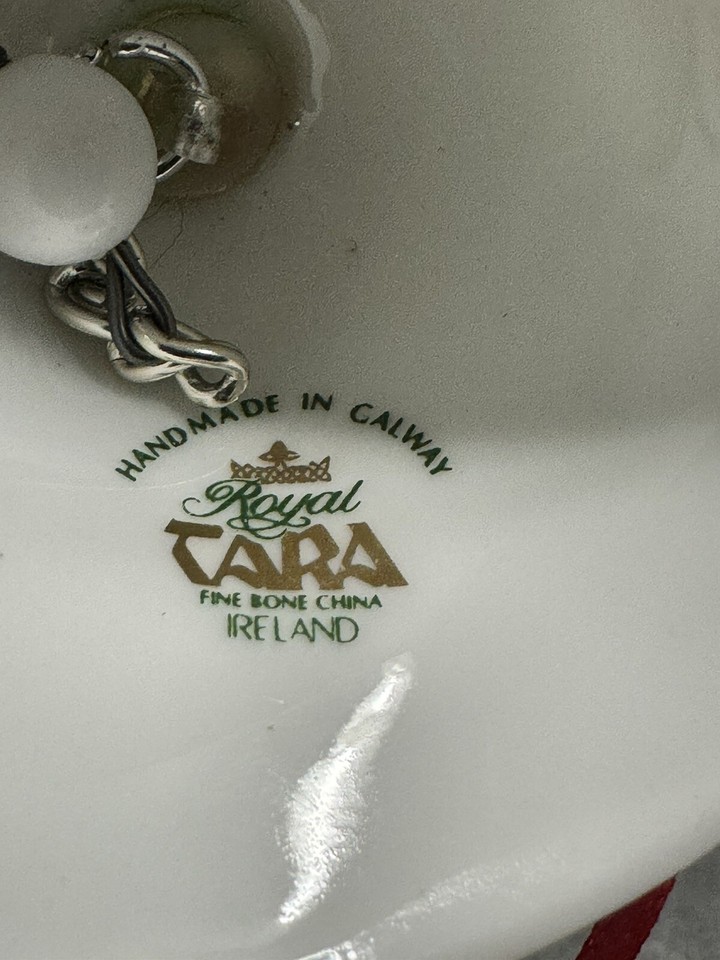 HANDMADE IN GALWAY
Royal
TARA
FINE BONE CHINA
IRELAND